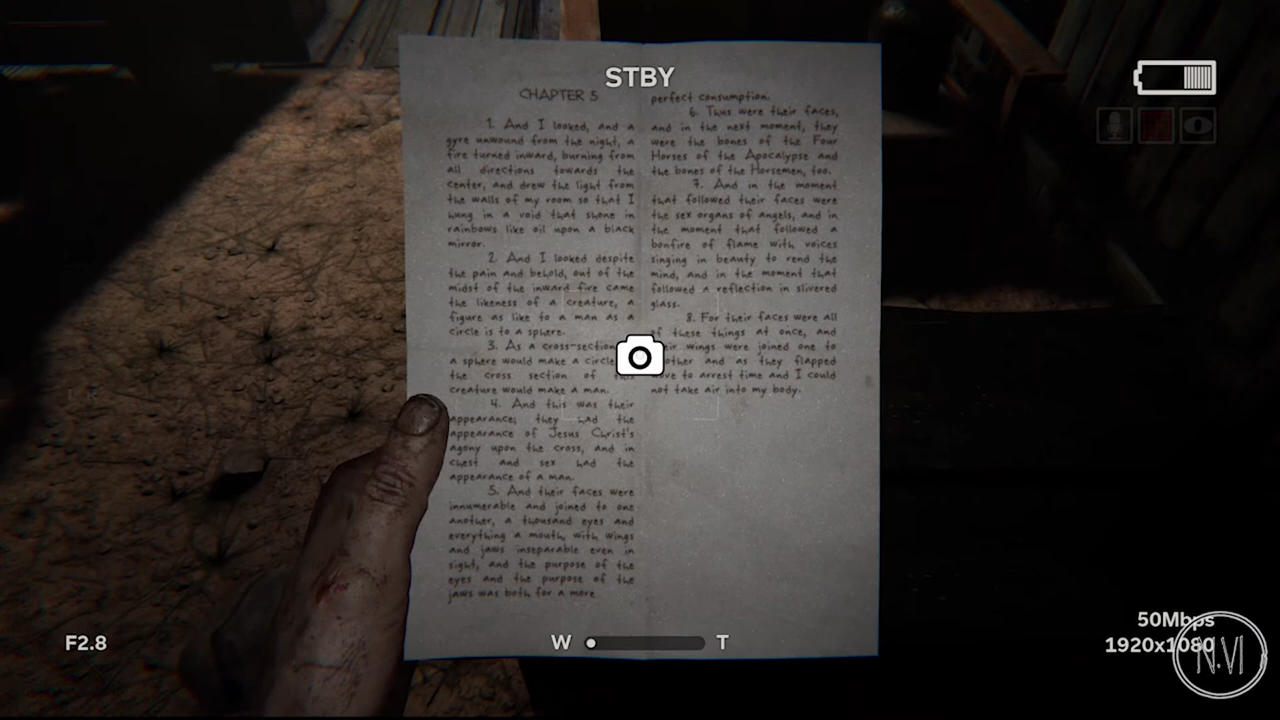 STBY
CHAPTER 5
1. And I looked, and a
gyre unwound from the night, a
fire turned inward, burning from
all directions towards the
center, and drew the light from
the walls of my room so that I
hung in a void that shone in
rainbows like oil upon a black
mirror.
2. And I looked despite
the pain and behold, out of the
midst of the inward fire came
the likeness of a creature, a
figure as like to a man as a
circle is to a sphere.
3. As a cross-section
a sphere would make a circle
the cross section of this
creature would make a man.
4. And this was their
appearance; they had the
appearance of Jesus Christ's
agony upon the cross, and in
chest and sex had the
appearance of a man.
5. And their faces were
innumerable and joined to one
another, a thousand eyes and
everything a mouth, with wings
and jaws inseparable even in
sight, and the purpose of the
eyes and the purpose of the
jaws was both for a more
perfect consumption.
6. Thus were their faces,
and in the next moment, they
were the bones of the Four
Horses of the Apocalypse and
the bones of the Horsemen, too.
7. And in the moment
that followed their faces were
the sex organs of angels, and in
the moment that followed a
bonfire of flame with voices
singing in beauty to rend the
mind, and in the moment that
followed a reflection in slivered
glass.
8. For their faces were all
of these things at once, and
their wings were joined one to
another and as they flapped
to arrest time and I could
not take air into my body.
F2.8
W T
50Mbps
1920x1080
N.VI